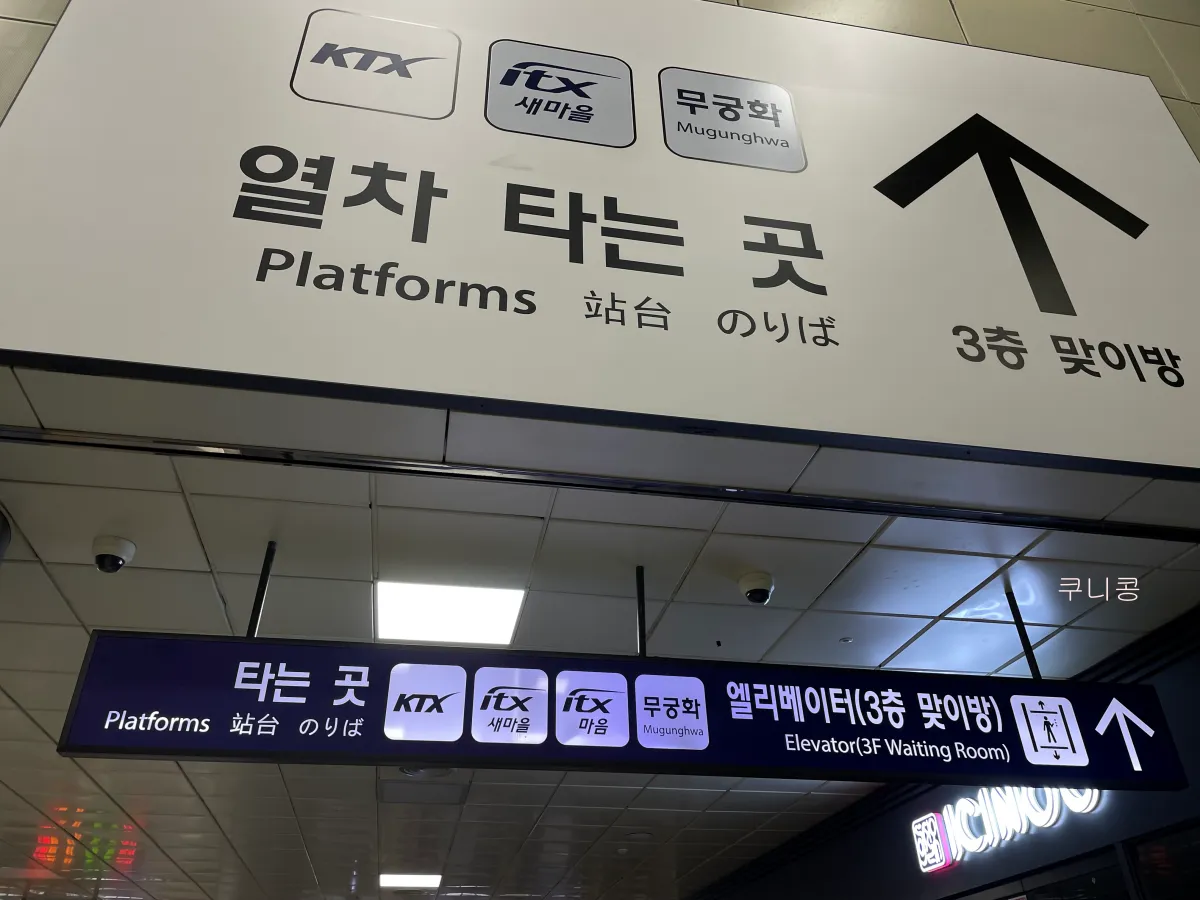 KTX
itx 새마을
무궁화 Mugunghwa
열차 타는 곳
Platforms 站台 のりば
3층 맞이방
쿠니콩
타는 곳
Platforms 站台 のりば
KTX
itx 새마을
itx 마음
무궁화 Mugunghwa
엘리베이터(3층 맞이방)
Elevator(3F Waiting Room)